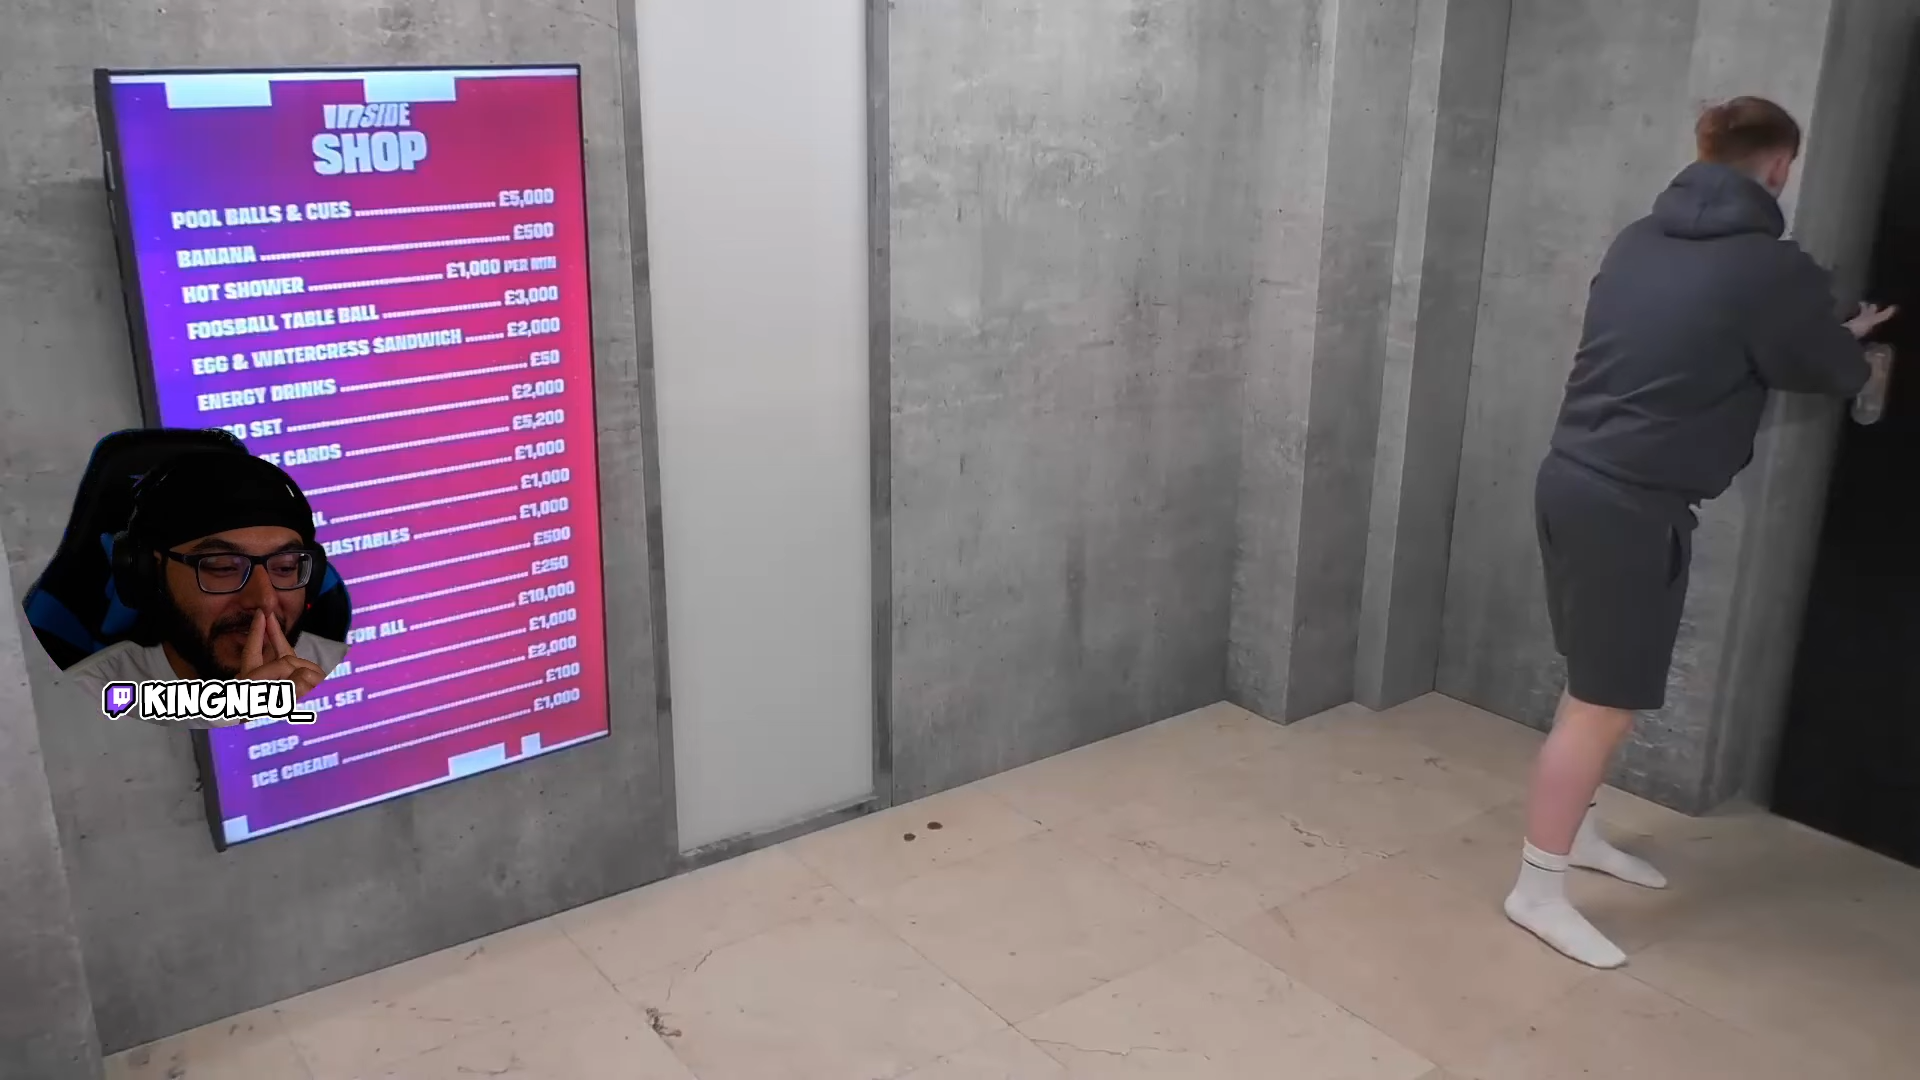 INSIDE
SHOP
POOL BALLS & CUES £5,000
BANANA £500
HOT SHOWER £1,000 PER MIN
FOOSBALL TABLE BALL £3,000
EGG & WATERCRESS SANDWICH £2,000
ENERGY DRINKS £50
SET £2,000
OF CARDS £5,200
£1,000
£1,000
EASTABLES £1,000
£500
£250
£10,000
FOR ALL £1,000
£2,000
SET £100
CRISP £1,000
ICE CREAM
KINGNEU_